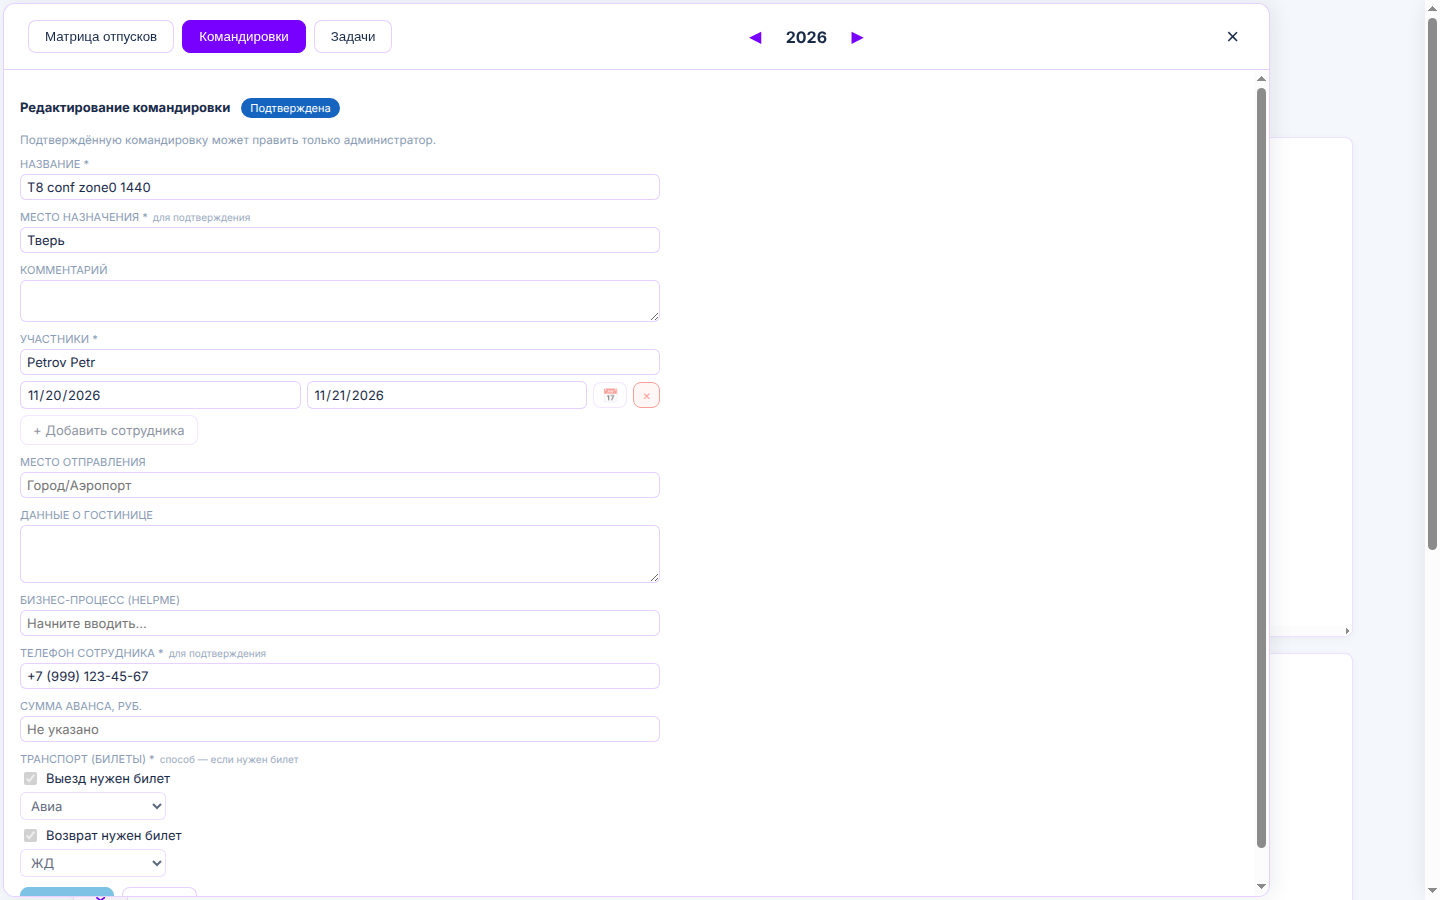 Матрица отпусков Командировки Задачи ◀ 2026 ▶ ×
Редактирование командировки Подтверждена
Подтверждённую командировку может править только администратор.
НАЗВАНИЕ *
T8 conf zone0 1440
МЕСТО НАЗНАЧЕНИЯ * для подтверждения
Тверь
КОММЕНТАРИЙ
УЧАСТНИКИ *
Petrov Petr
11/20/2026 11/21/2026 ×
+ Добавить сотрудника
МЕСТО ОТПРАВЛЕНИЯ
Город/Аэропорт
ДАННЫЕ О ГОСТИНИЦЕ
БИЗНЕС-ПРОЦЕСС (HELPME)
Начните вводить...
ТЕЛЕФОН СОТРУДНИКА * для подтверждения
+7 (999) 123-45-67
СУММА АВАНСА, РУБ.
Не указано
ТРАНСПОРТ (БИЛЕТЫ) * способ — если нужен билет
Выезд нужен билет
Авиа
Возврат нужен билет
ЖД